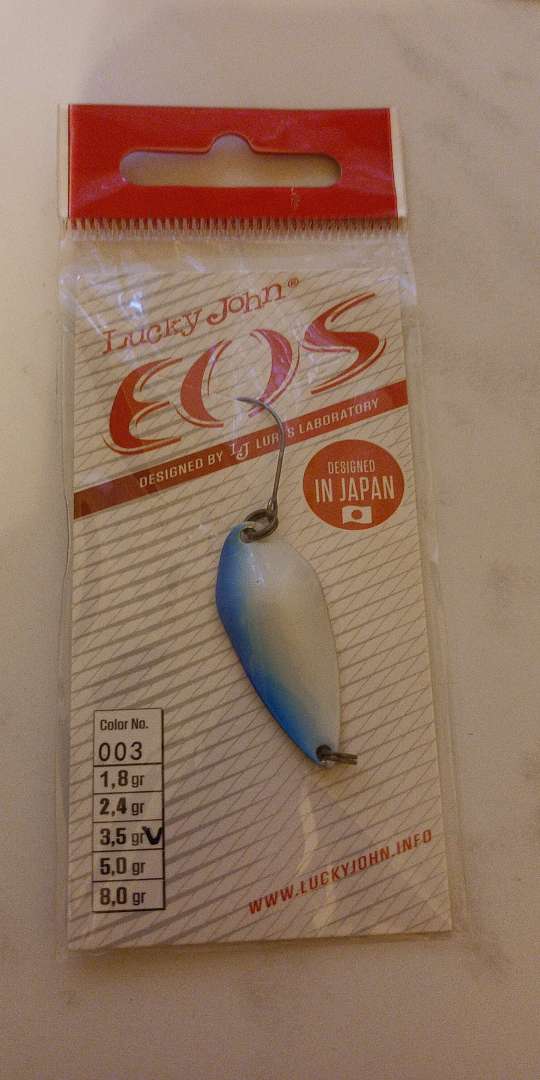 Lucky John®
EOS
DESIGNED BY LJ LURES LABORATORY
DESIGNED
IN JAPAN
Color No.
003
1,8 gr
2,4 gr
3,5 gr V
5,0 gr
8,0 gr
WWW.LUCKYJOHN.INFO